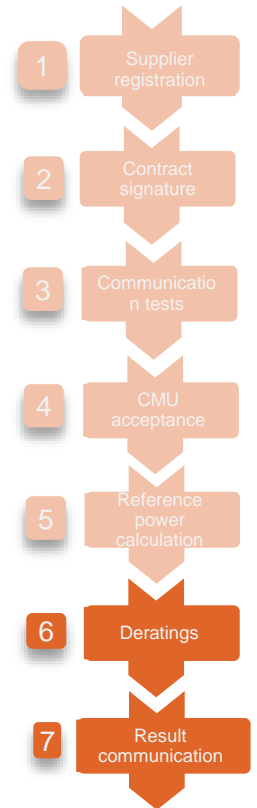 1
Supplier
registration
2
Contract
signature
3
Communicatio
n tests
4
CMU
acceptance
5
Reference
power
calculation
6
Deratings
7
Result
communication